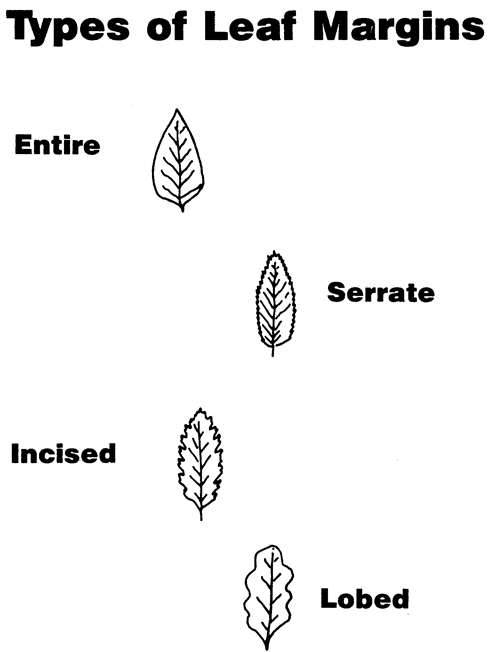 Types of Leaf Margins
Entire
Serrate
Incised
Lobed